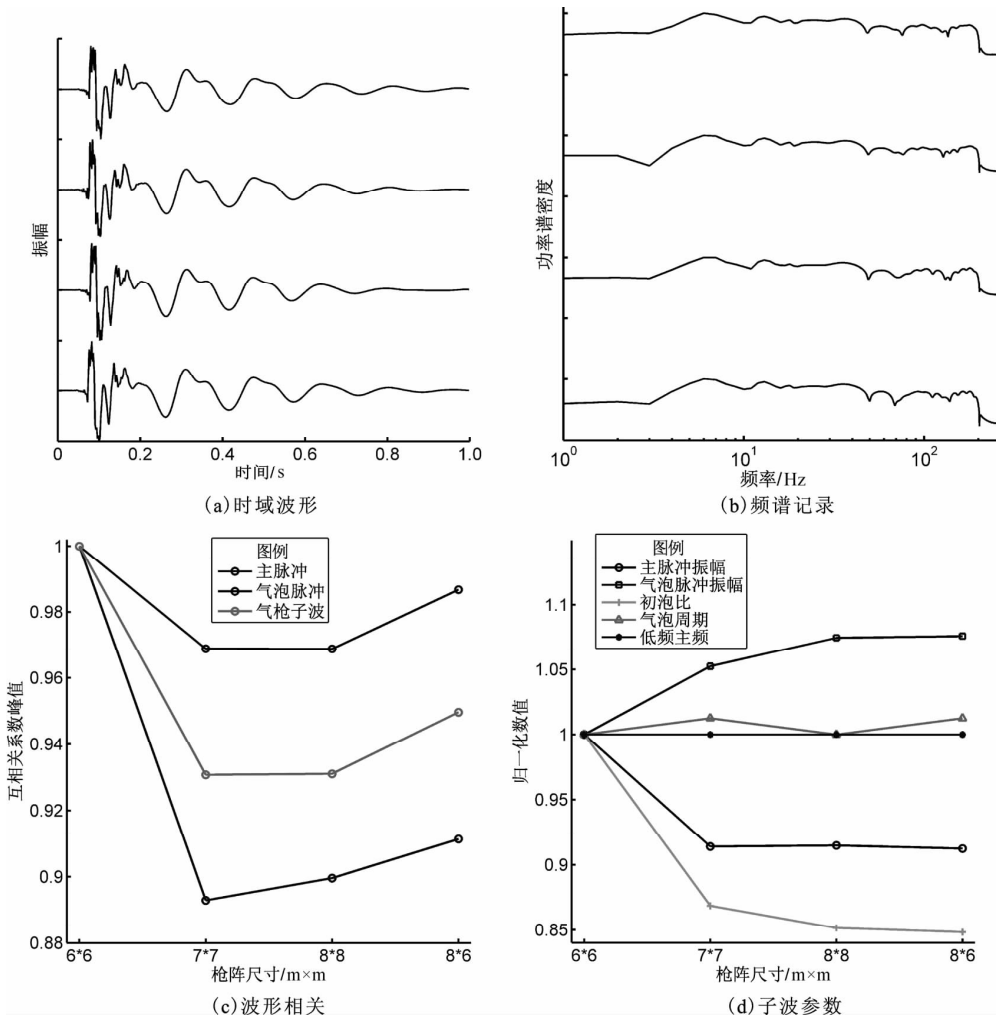 振幅
0
0.2
0.4
0.6
0.8
1.0
时间/s
(a)时域波形
功率谱密度
10^0
10^1
10^2
频率/Hz
(b)频谱记录
图例
主脉冲
气泡脉冲
气枪子波
互相关系数峰值
1
0.98
0.96
0.94
0.92
0.9
0.88
6*6
7*7
8*8
8*6
枪阵尺寸/m×m
(c)波形相关
图例
主脉冲振幅
气泡脉冲振幅
初泡比
气泡周期
低频主频
归一化数值
1.1
1.05
1
0.95
0.9
0.85
6*6
7*7
8*8
8*6
枪阵尺寸/m×m
(d)子波参数